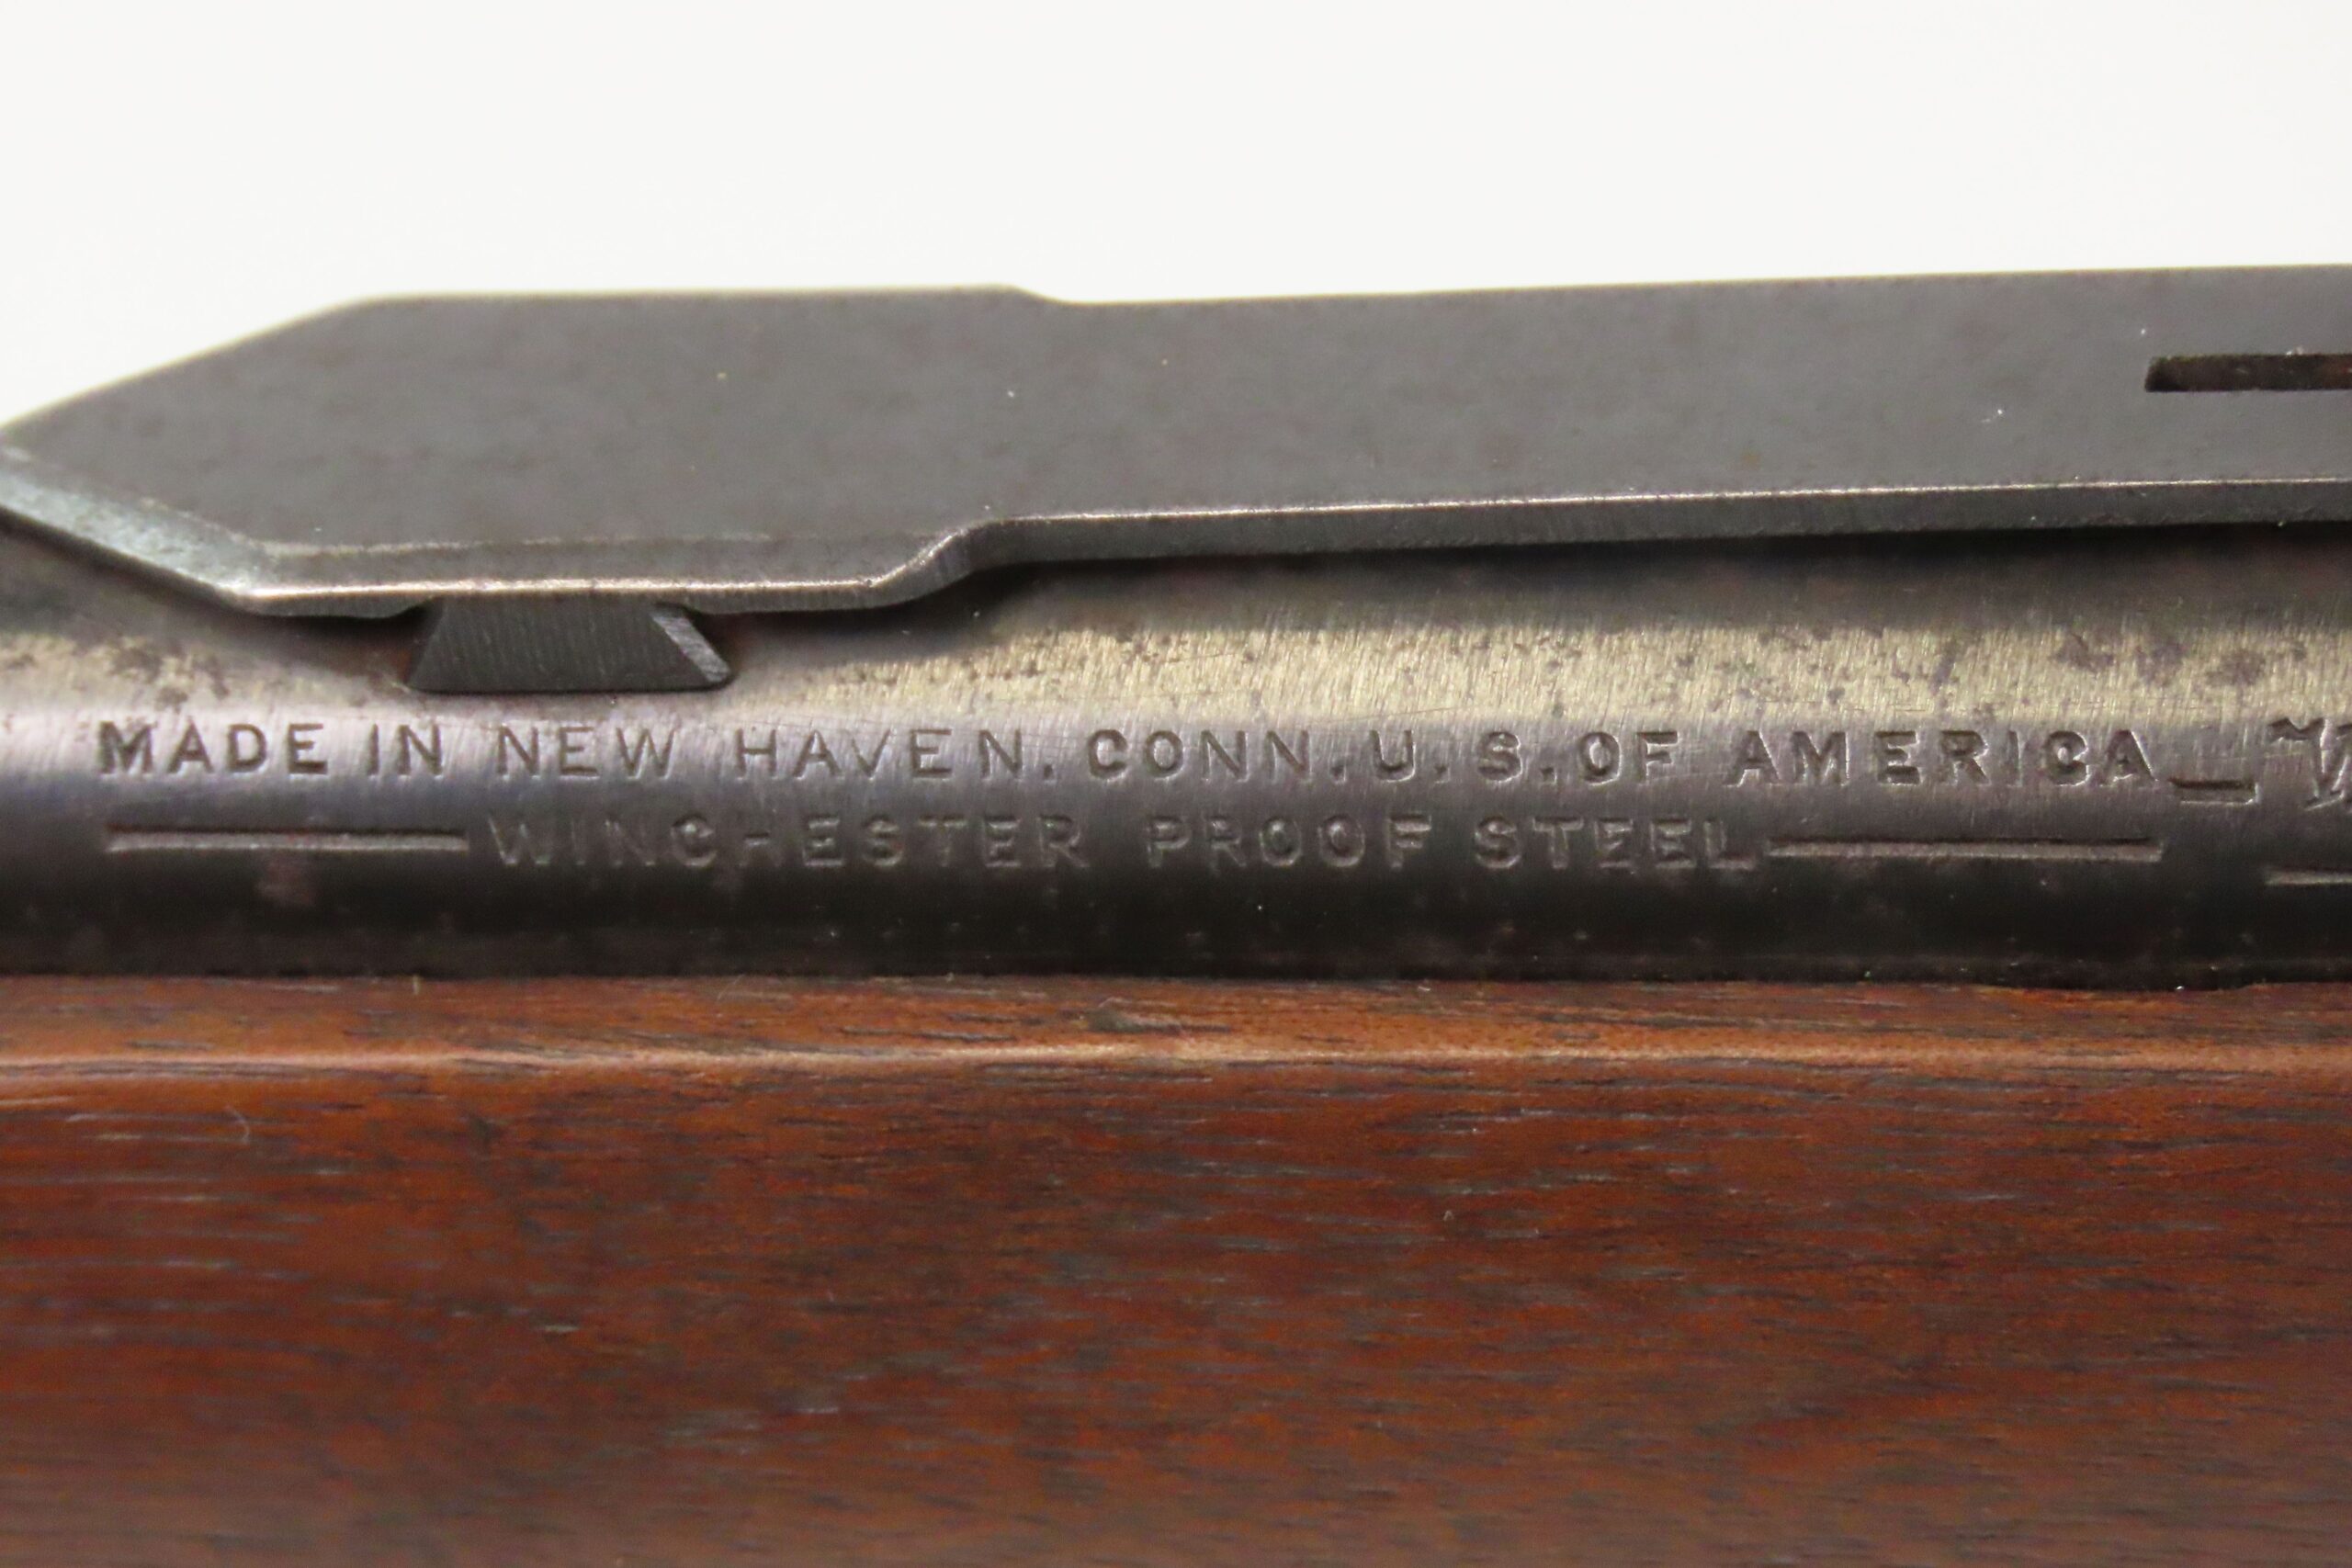 MADE IN NEW HAVEN. CONN. U. S. OF AMERICA
WINCHESTER PROOF STEEL